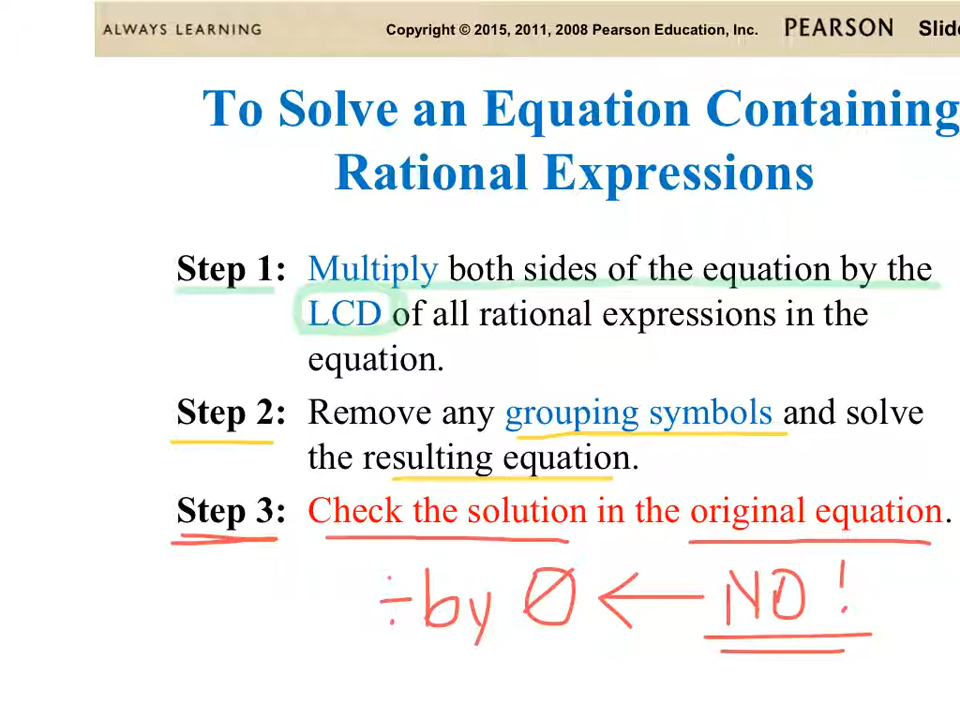 ALWAYS LEARNING Copyright © 2015, 2011, 2008 Pearson Education, Inc. PEARSON Slide
To Solve an Equation Containing
Rational Expressions
Step 1: Multiply both sides of the equation by the
LCD of all rational expressions in the
equation.
Step 2: Remove any grouping symbols and solve
the resulting equation.
Step 3: Check the solution in the original equation.
÷ by 0 ← NO!